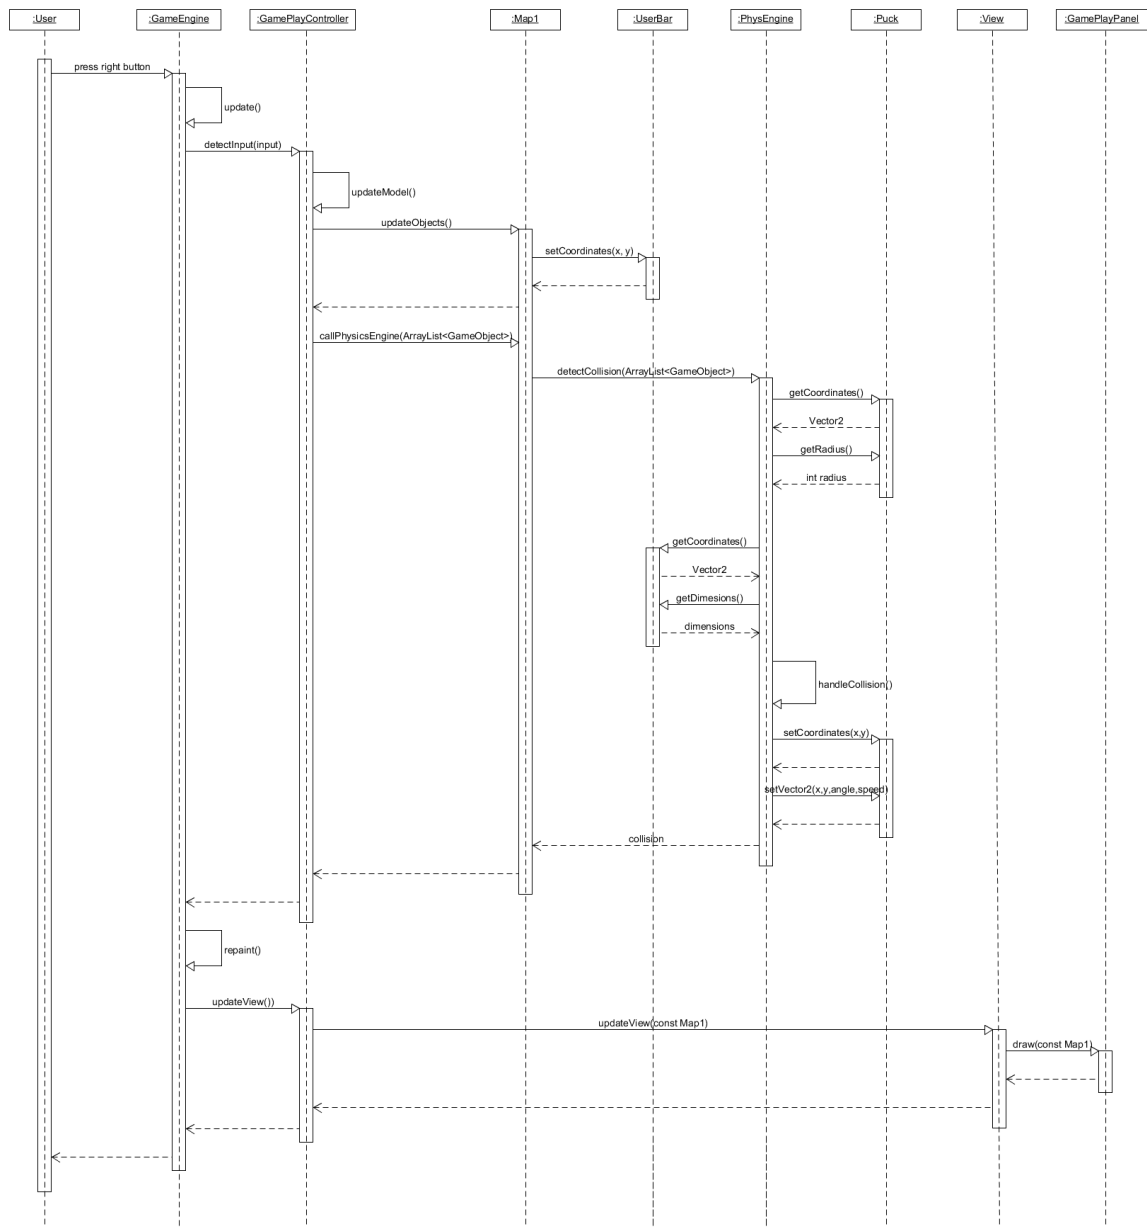 :User
:GameEngine
:GamePlayController
:Map1
:UserBar
:PhysEngine
:Puck
:View
:GamePlayPanel
press right button
update()
detectInput(input)
updateModel()
updateObjects()
setCoordinates(x, y)
callPhysicsEngine(ArrayList<GameObject>)
detectCollision(ArrayList<GameObject>)
getCoordinates()
Vector2
getRadius()
int radius
getCoordinates()
Vector2
getDimesions()
dimensions
handleCollision()
setCoordinates(x,y)
setVector2(x,y,angle,speed)
collision
repaint()
updateView())
updateView(const Map1)
draw(const Map1)